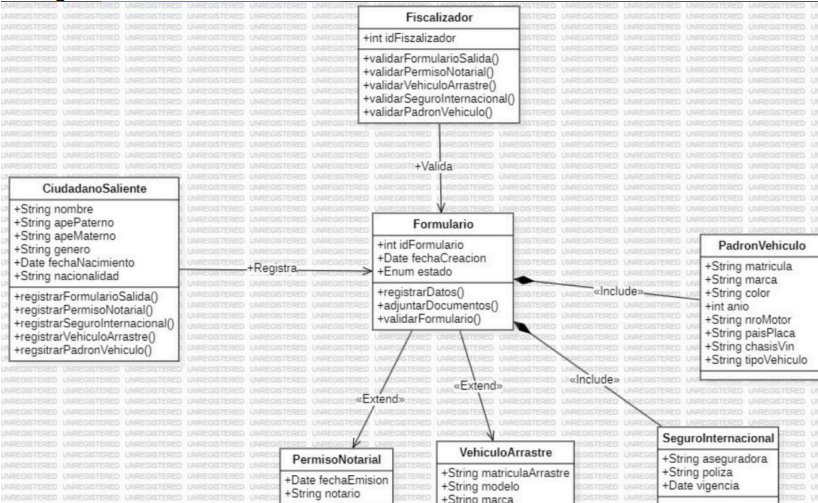 Fiscalizador
+int idFiszalizador
+validarFormularioSalida()
+validarPermisoNotarial()
+validarVehiculoArrastre()
+validarSeguroInternacional()
+validarPadronVehiculo()
+Valida
CiudadanoSaliente
+String nombre
+String apePaterno
+String apeMaterno
+String genero
+Date fechaNacimiento
+String nacionalidad
+registrarFormularioSalida()
+registrarPermisoNotarial()
+registrarSeguroInternacional()
+registrarVehiculoArrastre()
+regsitrarPadronVehiculo()
+Registra
Formulario
+int idFormulario
+Date fechaCreacion
+Enum estado
+registrarDatos()
+adjuntarDocumentos()
+validarFormulario()
PadronVehiculo
+String matricula
+String marca
+String color
+int anio
+String nroMotor
+String paisPlaca
+String chasisVin
+String tipoVehiculo
«Include»
«Include»
«Extend»
«Extend»
PermisoNotarial
+Date fechaEmision
+String notario
VehiculoArrastre
+String matriculaArrastre
+String modelo
+String marca
SeguroInternacional
+String aseguradora
+String poliza
+Date vigencia